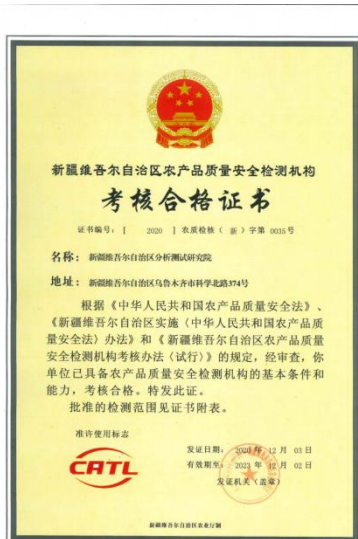 新疆维吾尔自治区农产品质量安全检测机构
考核合格证书
证书编号：［ 2020 ］农质检核（ 新 ）字第 0035号
名称： 新疆维吾尔自治区分析测试研究院
地址： 新疆维吾尔自治区乌鲁木齐市科学北路374号
根据《中华人民共和国农产品质量安全法》、
《新疆维吾尔自治区实施〈中华人民共和国农产品质
量安全法〉办法》和《新疆维吾尔自治区农产品质量
安全检测机构考核办法（试行）》的规定，经审查，你
单位已具备农产品质量安全检测机构的基本条件和
能力，考核合格。特发此证。
批准的检测范围见证书附表。
准许使用标志
CATL
发证日期： 2020 年 12 月 03 日
有效期至： 2023 年 12 月 02 日
发证机关（盖章）
新疆维吾尔自治区农业厅制